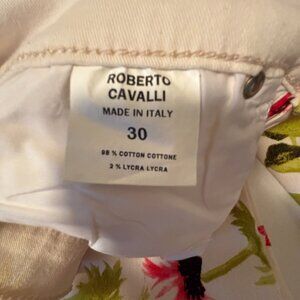 ROBERTO
CAVALLI
MADE IN ITALY
30
98 % COTTON COTTONE
2 % LYCRA LYCRA